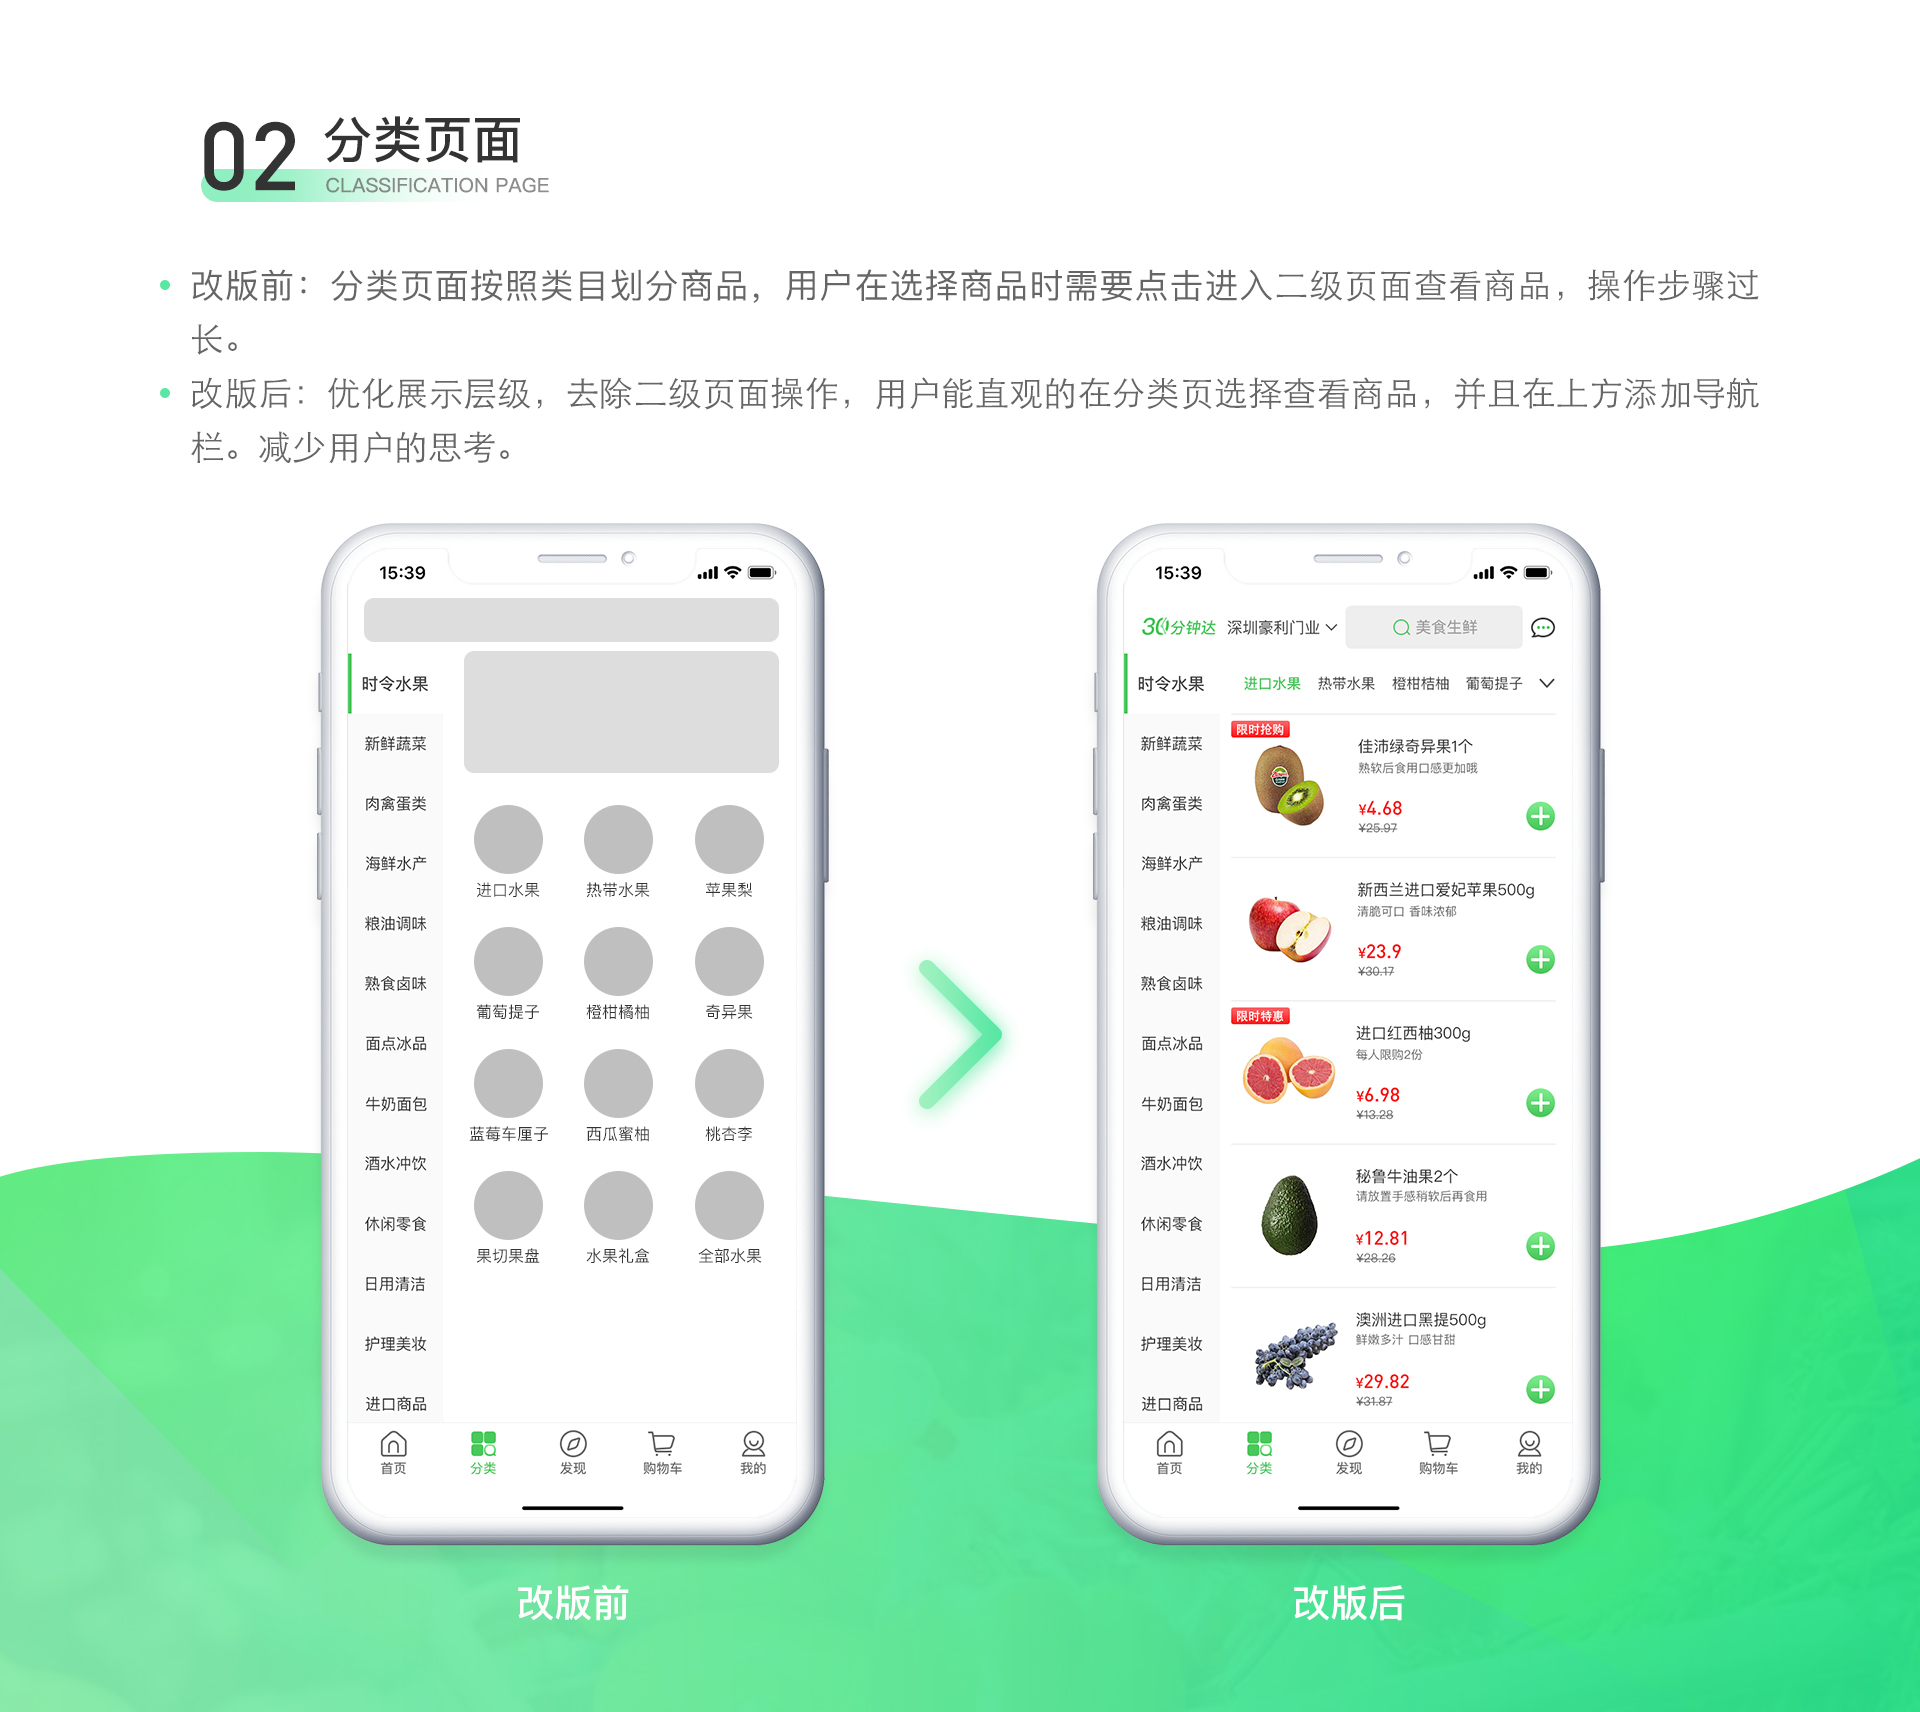 02
分类页面
CLASSIFICATION PAGE
改版前：分类页面按照类目划分商品，用户在选择商品时需要点击进入二级页面查看商品，操作步骤过
长。
改版后：优化展示层级，去除二级页面操作，用户能直观的在分类页选择查看商品，并且在上方添加导航
栏。减少用户的思考。
15:39
时令水果
新鲜蔬菜
肉禽蛋类
海鲜水产
粮油调味
熟食卤味
面点冰品
牛奶面包
酒水冲饮
休闲零食
日用清洁
护理美妆
进口商品
进口水果 热带水果 苹果梨
葡萄提子 橙柑橘柚 奇异果
蓝莓车厘子 西瓜蜜柚 桃杏李
果切果盘 水果礼盒 全部水果
首页 分类 发现 购物车 我的
改版前
15:39
30分钟达 深圳豪利门业 美食生鲜
时令水果
新鲜蔬菜
肉禽蛋类
海鲜水产
粮油调味
熟食卤味
面点冰品
牛奶面包
酒水冲饮
休闲零食
日用清洁
护理美妆
进口商品
进口水果 热带水果 橙柑桔柚 葡萄提子
限时抢购
佳沛绿奇异果1个
熟软后食用口感更加哦
¥4.68
¥25.97
新西兰进口爱妃苹果500g
清脆可口 香味浓郁
¥23.9
¥30.17
限时特惠
进口红西柚300g
每人限购2份
¥6.98
¥13.28
秘鲁牛油果2个
请放置手感稍软后再食用
¥12.81
¥28.26
澳洲进口黑提500g
鲜嫩多汁 口感甘甜
¥29.82
¥31.87
首页 分类 发现 购物车 我的
改版后